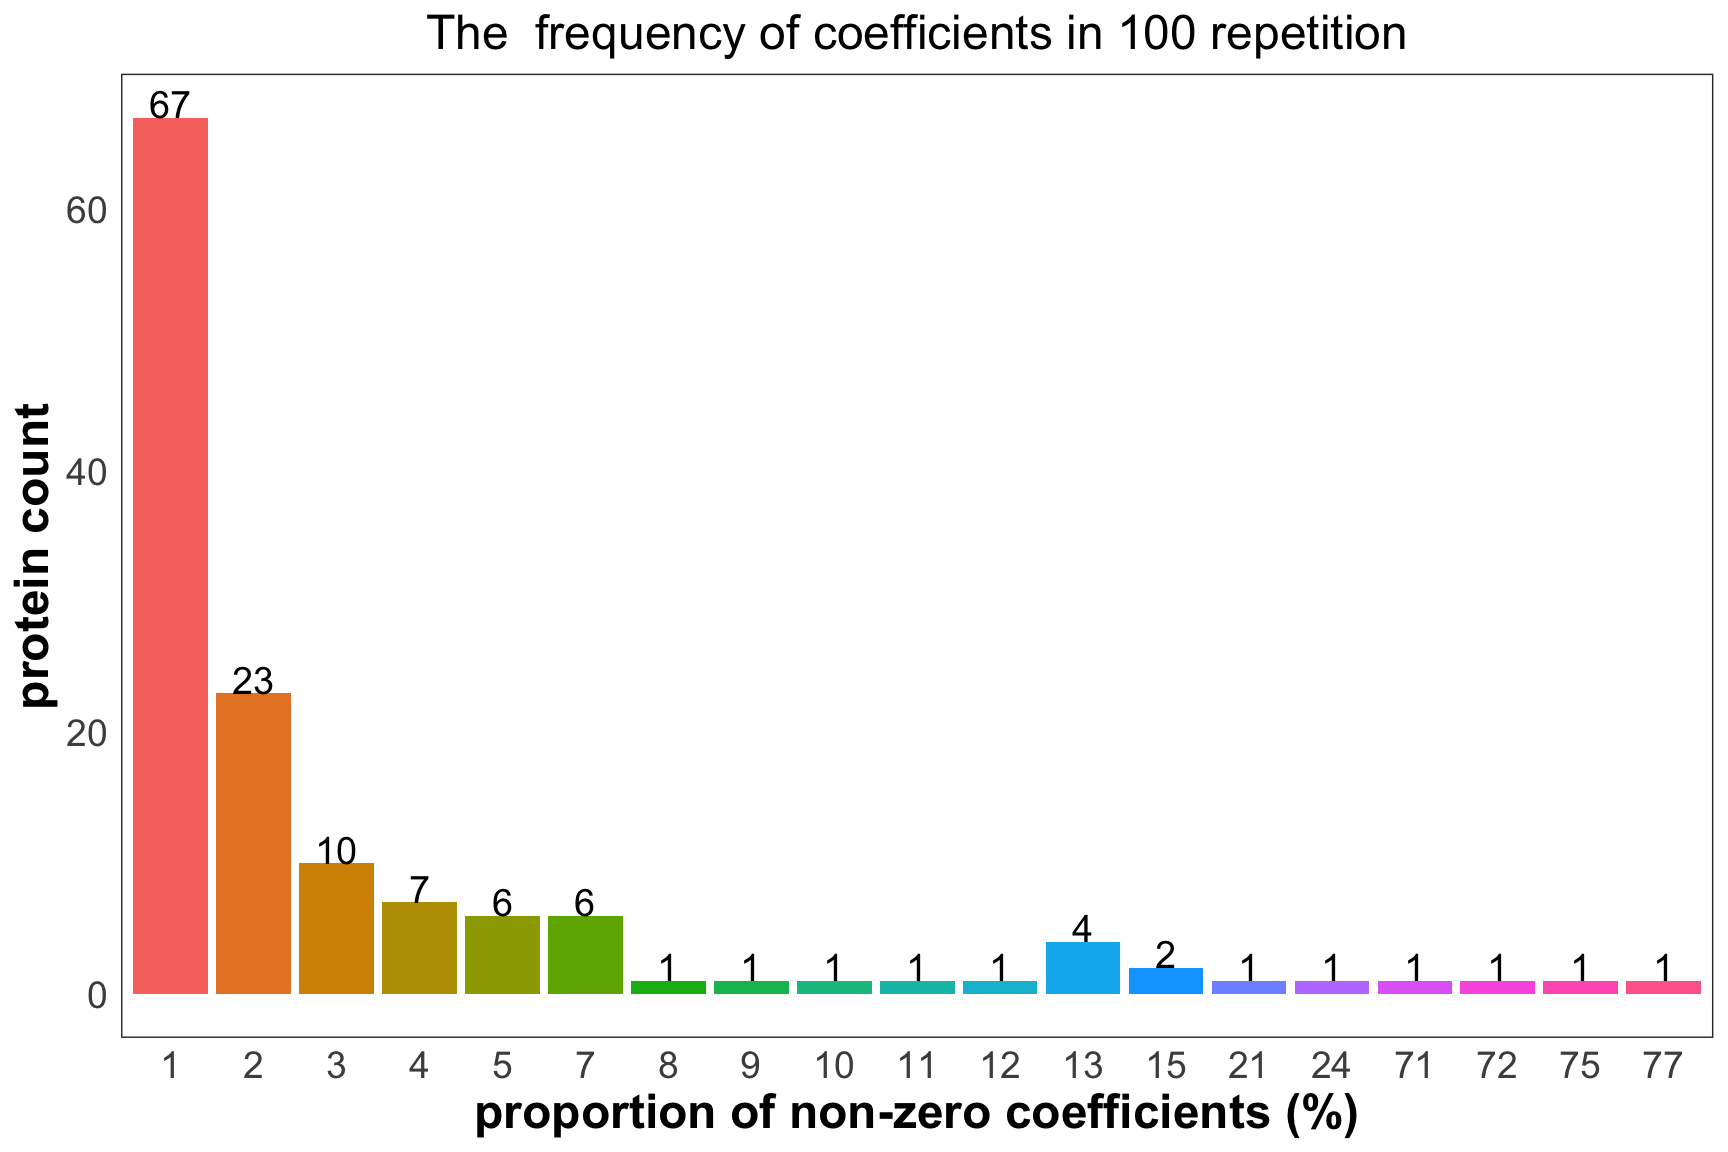 The  frequency of coefficients in 100 repetition
67
60
40
23
20
10
7
6 6
4
2
1 1 1 1 1 1 1 1 1 1 1
0
1 2 3 4 5 7 8 9 10 11 12 13 15 21 24 71 72 75 77
protein count
proportion of non-zero coefficients (%)